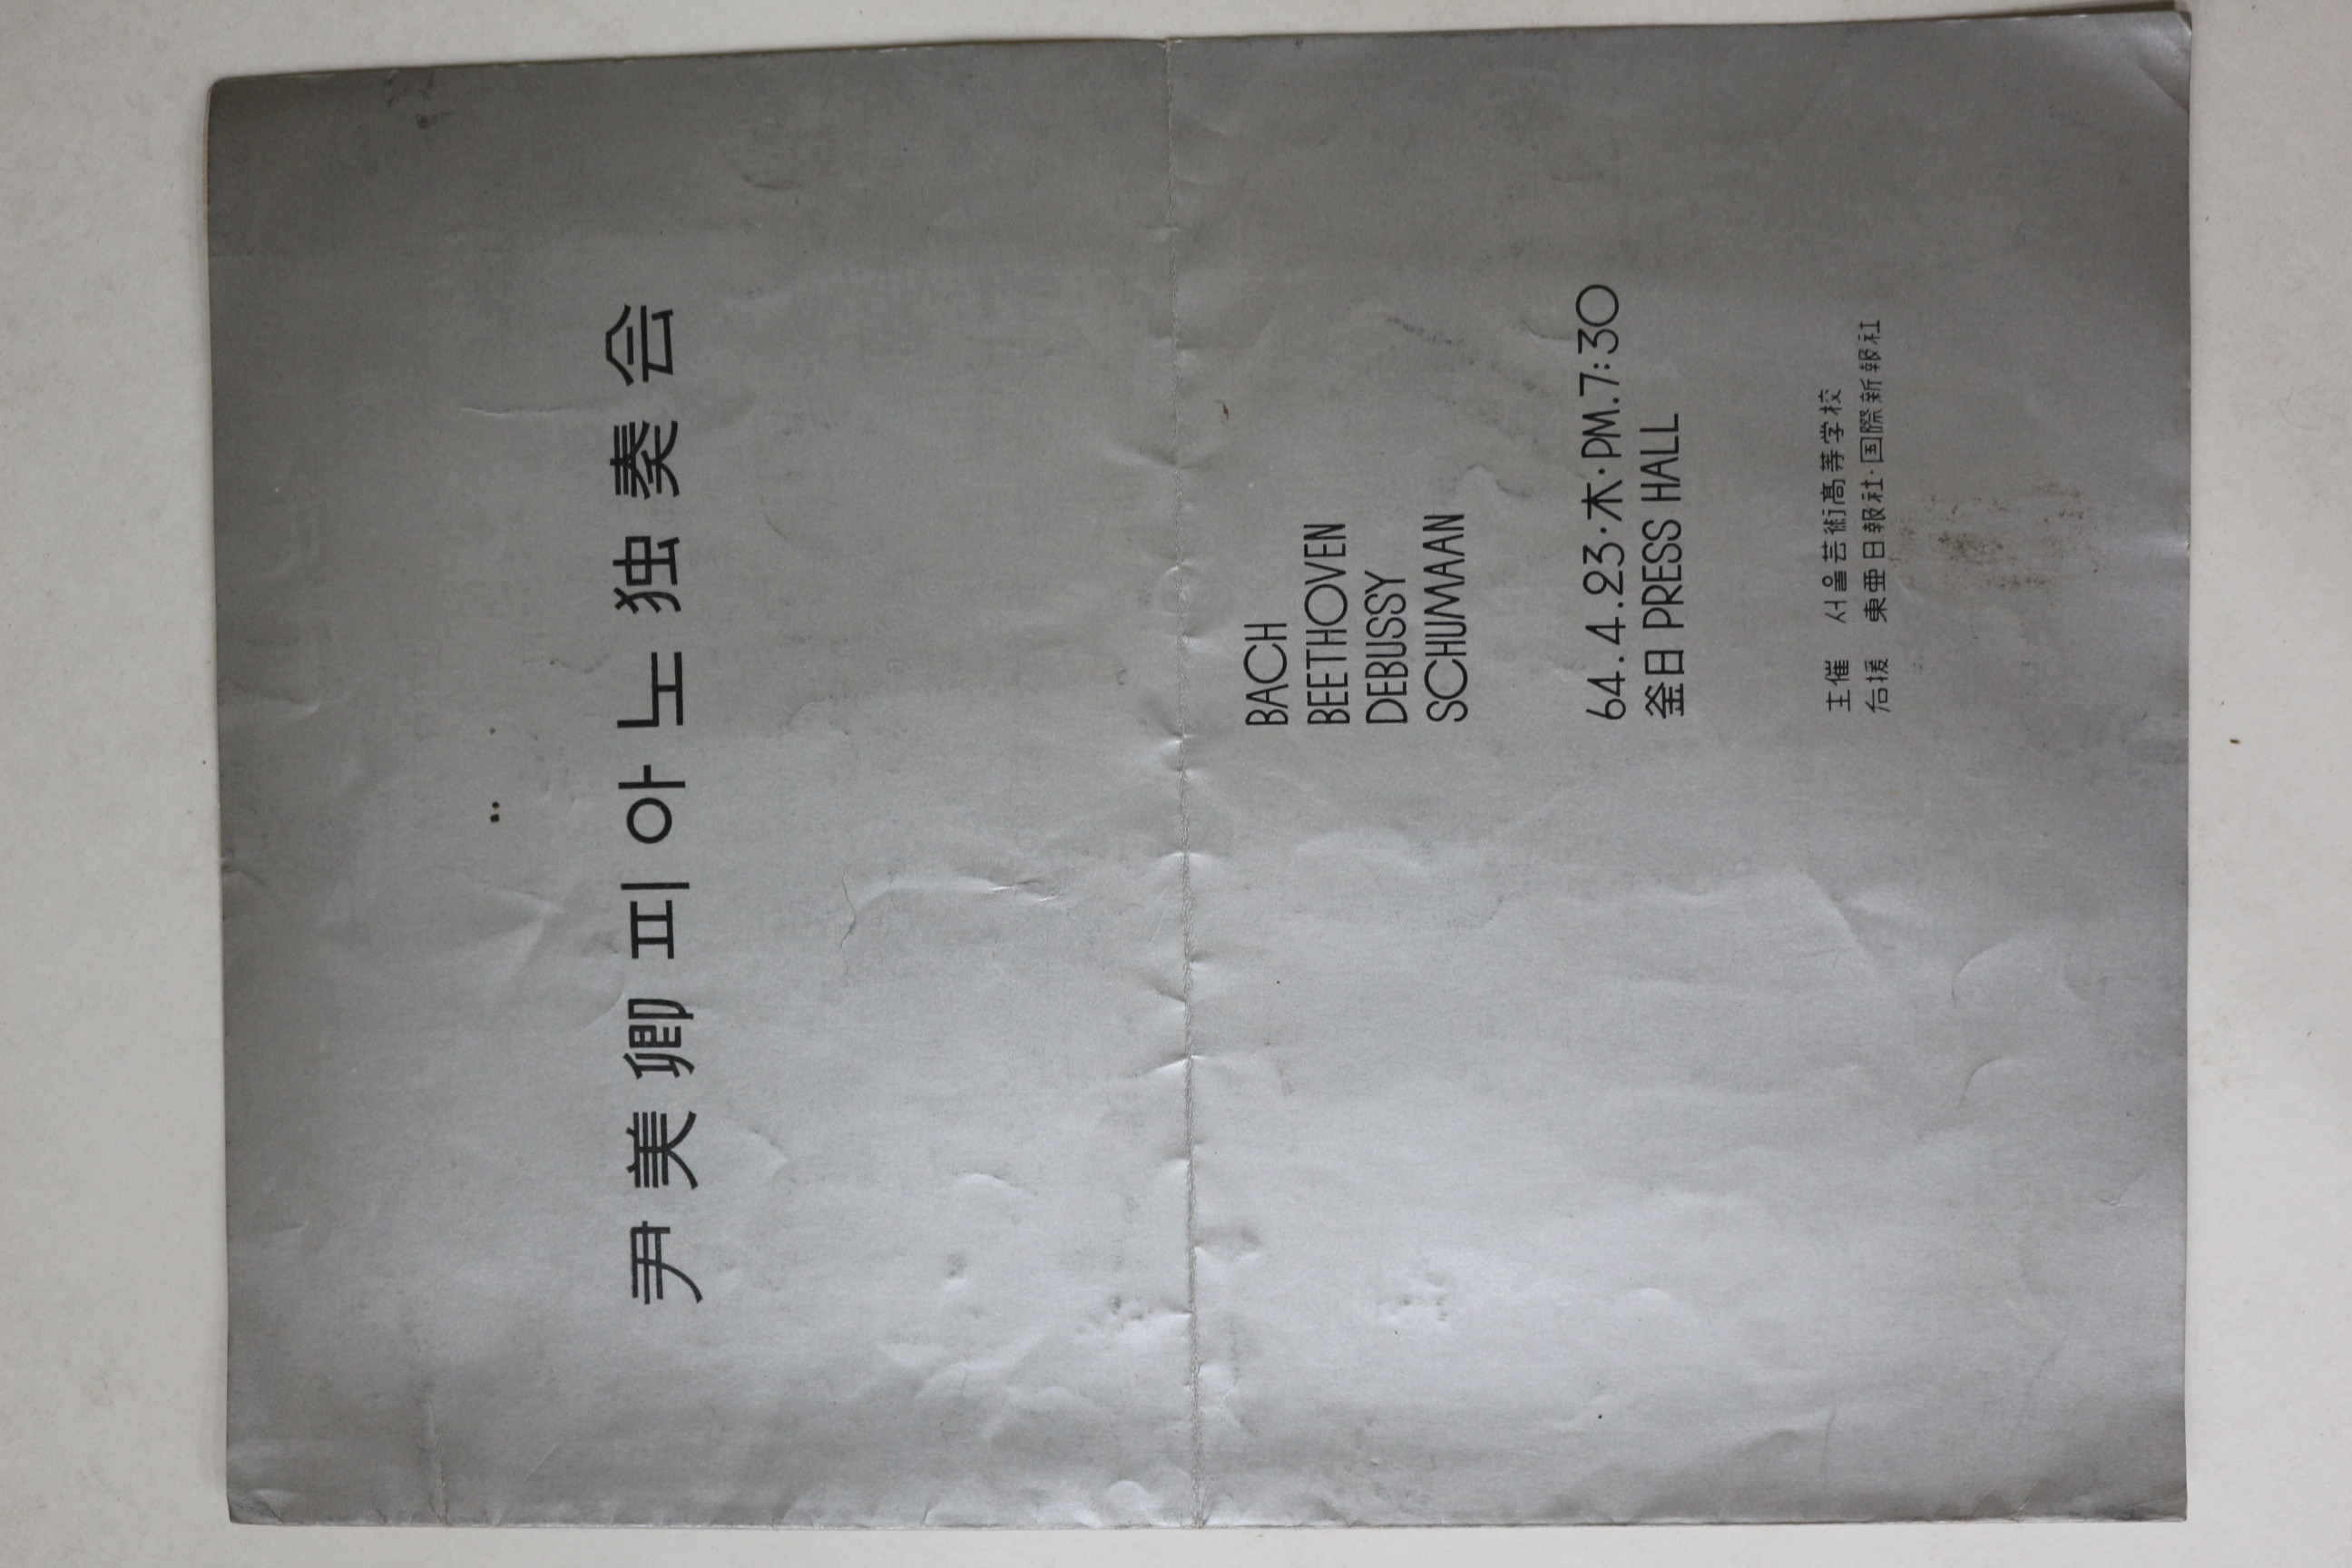 尹美卿피아노独奏会
BACH
BEETHOVEN
DEBUSSY
SCHUMAAN
64.4.23·木·PM.7:30
釜日 PRESS HALL
主催 서울芸術高等学校
台援 東亜日報社·国際新報社